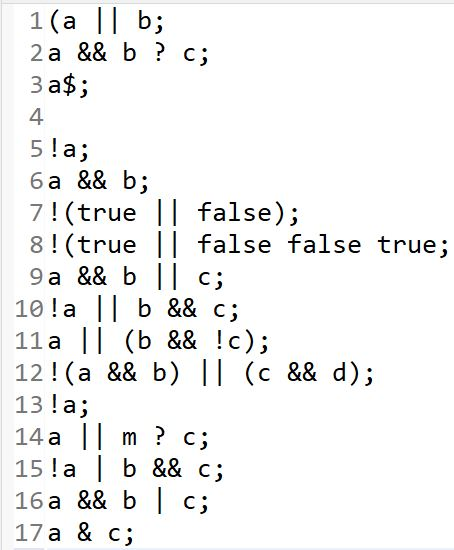 1 (a || b;
2 a && b ? c;
3 a$;
4
5 !a;
6 a && b;
7 !(true || false);
8 !(true || false false true;
9 a && b || c;
10 !a || b && c;
11 a || (b && !c);
12 !(a && b) || (c && d);
13 !a;
14 a || m ? c;
15 !a | b && c;
16 a && b | c;
17 a & c;